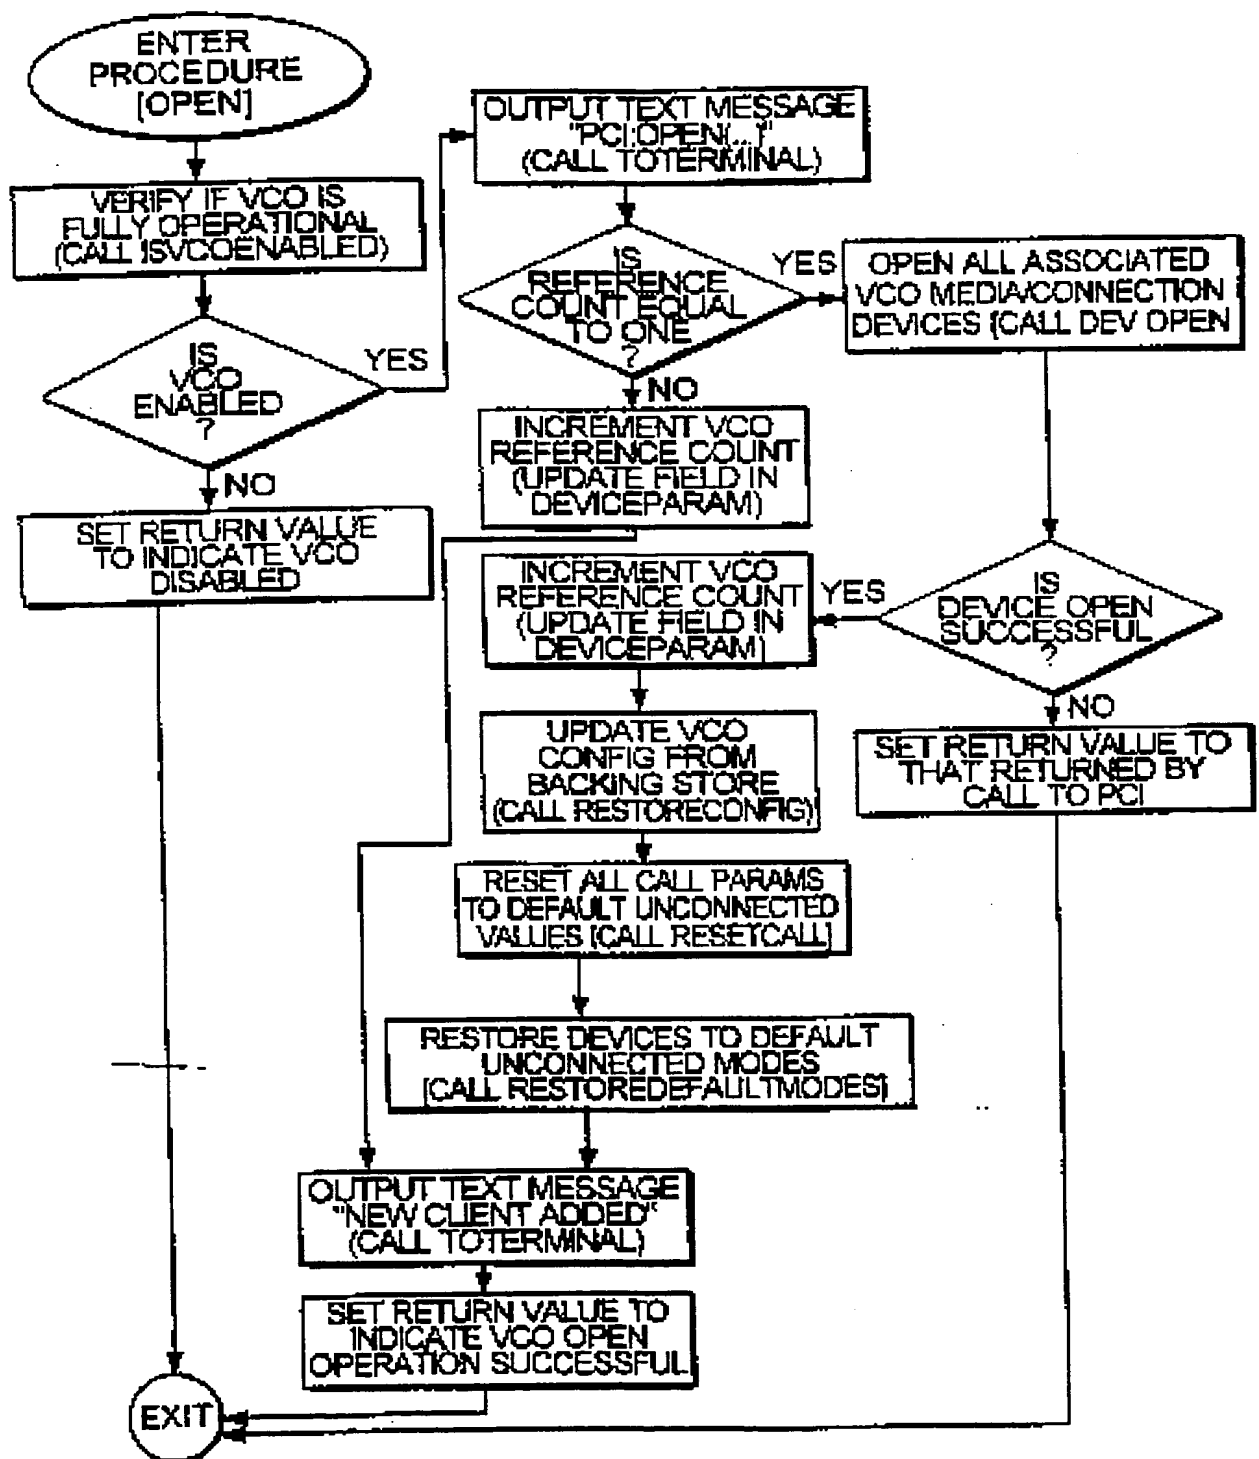 ENTER
PROCEDURE
[OPEN]
VERIFY IF VCO IS
FULLY OPERATIONAL
(CALL ISVCOENABLED)
IS
VCO
ENABLED
?
YES
NO
SET RETURN VALUE
TO INDICATE VCO
DISABLED
OUTPUT TEXT MESSAGE
"PCI:OPEN(...)"
(CALL TOTERMINAL)
IS
REFERENCE
COUNT EQUAL
TO ONE
?
YES
NO
OPEN ALL ASSOCIATED
VCO MEDIA/CONNECTION
DEVICES [CALL DEV OPEN
INCREMENT VCO
REFERENCE COUNT
(UPDATE FIELD IN
DEVICEPARAM)
IS
DEVICE OPEN
SUCCESSFUL
?
YES
NO
INCREMENT VCO
REFERENCE COUNT
(UPDATE FIELD IN
DEVICEPARAM)
SET RETURN VALUE TO
THAT RETURNED BY
CALL TO PCI
UPDATE VCO
CONFIG FROM
BACKING STORE
(CALL RESTORECONFIG)
RESET ALL CALL PARAMS
TO DEFAULT UNCONNECTED
VALUES [CALL RESETCALL]
RESTORE DEVICES TO DEFAULT
UNCONNECTED MODES
[CALL RESTOREDEFAULTMODES]
OUTPUT TEXT MESSAGE
"NEW CLIENT ADDED"
(CALL TOTERMINAL)
SET RETURN VALUE TO
INDICATE VCO OPEN
OPERATION SUCCESSFUL
EXIT